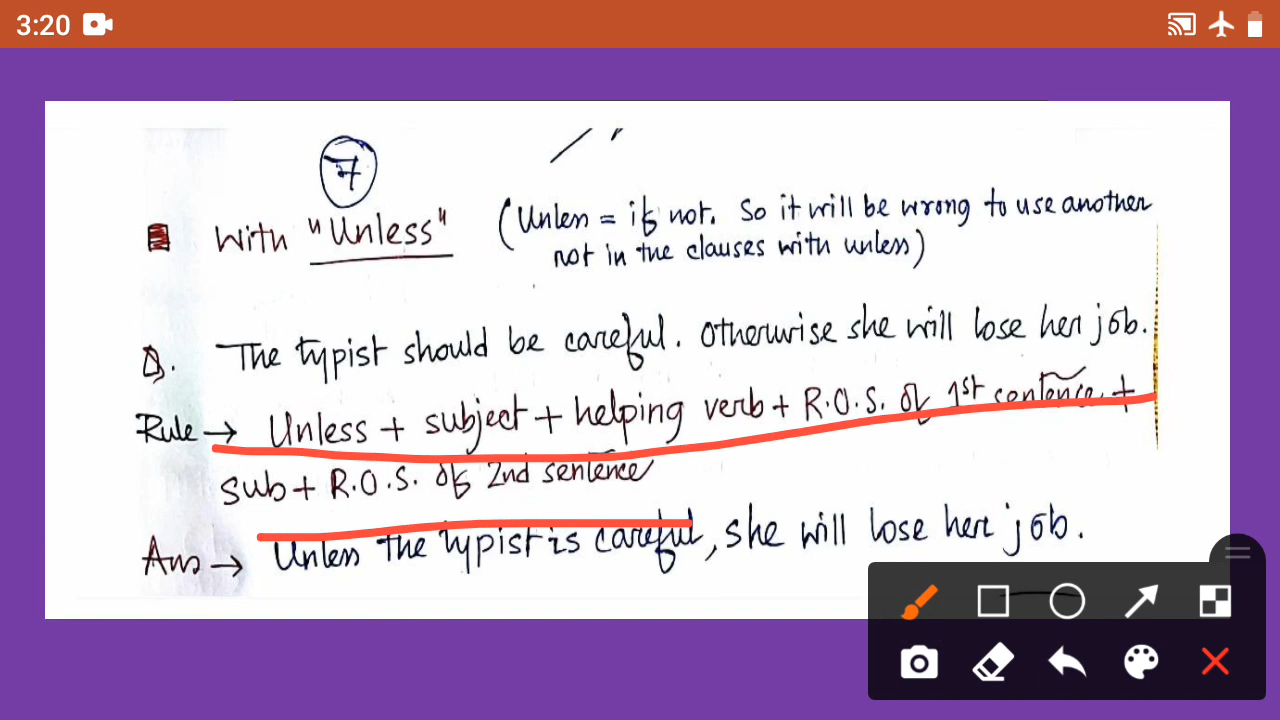 3:20
7
With "Unless" (Unless = if not. So it will be wrong to use another
not in the clauses with unless)
Q. The typist should be careful. Otherwise she will lose her job.
Rule → Unless + subject + helping verb + R.O.S. of 1st sentence +
sub + R.O.S. of 2nd sentence
Ans → Unless the typist is careful, she will lose her job.